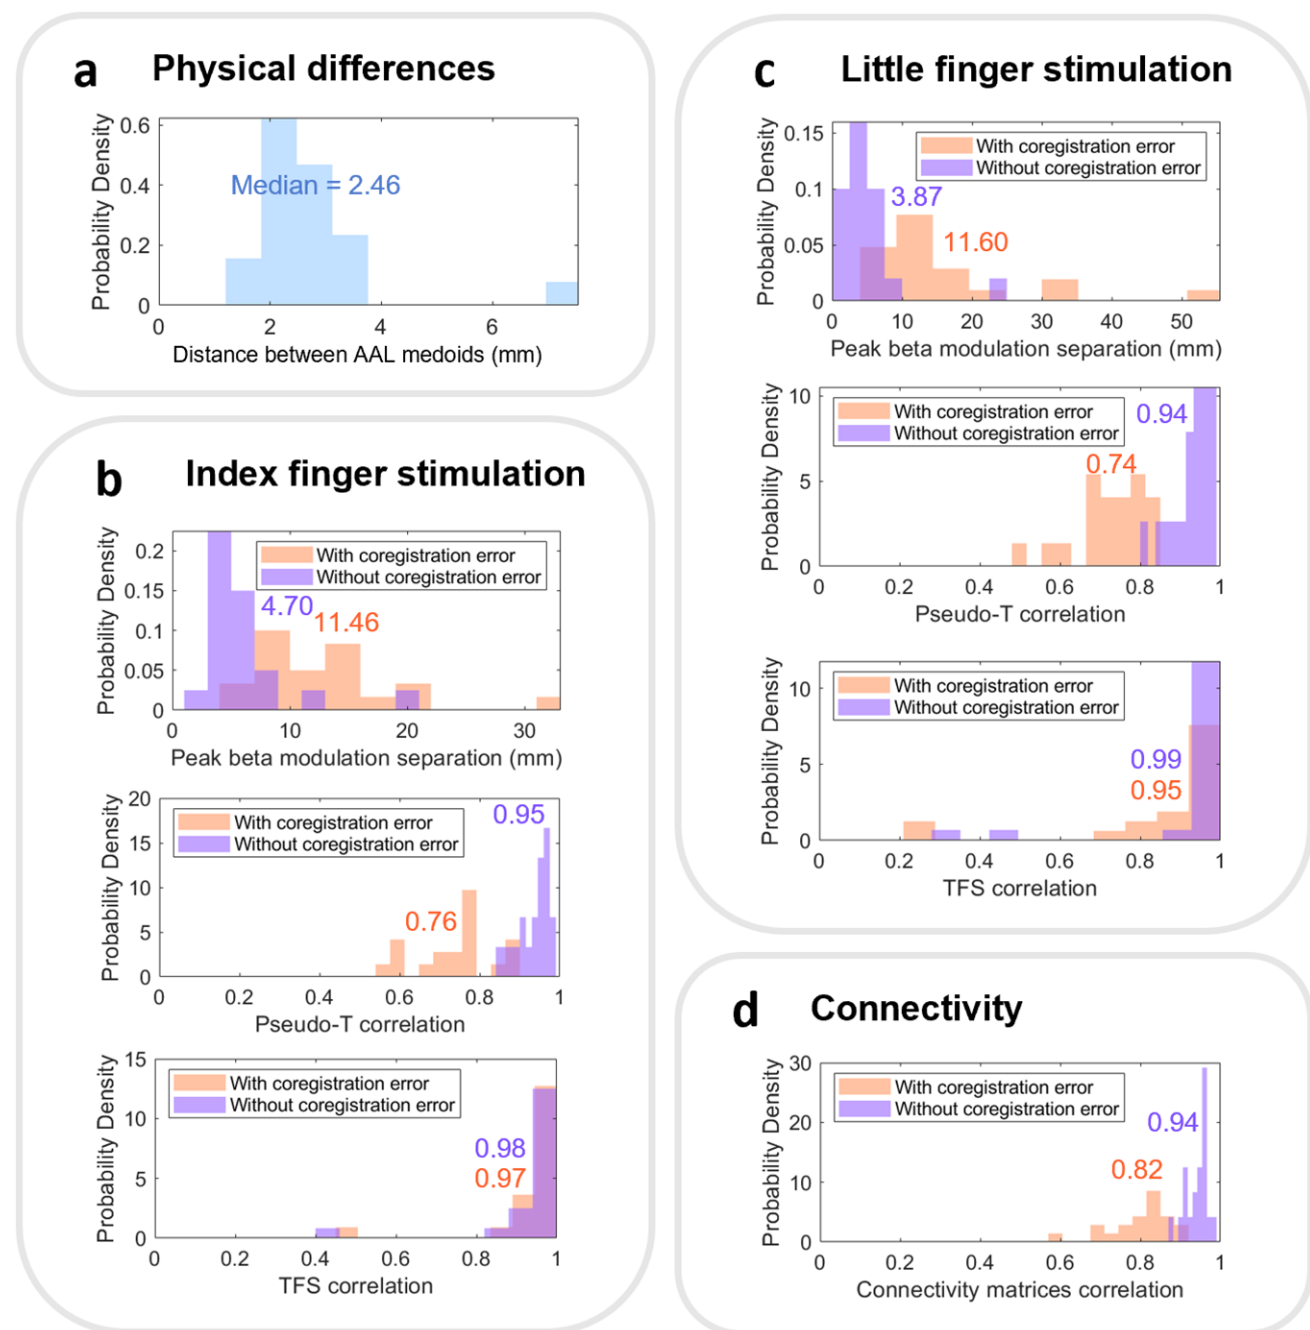 a Physical differences
Probability Density
0.6
0.4
0.2
0
Median = 2.46
0 2 4 6
Distance between AAL medoids (mm)
b Index finger stimulation
Probability Density
0.2
0.15
0.1
0.05
0
With coregistration error
Without coregistration error
4.70
11.46
0 10 20 30
Peak beta modulation separation (mm)
Probability Density
20
15
10
5
0
With coregistration error
Without coregistration error
0.95
0.76
0 0.2 0.4 0.6 0.8 1
Pseudo-T correlation
Probability Density
15
10
5
0
With coregistration error
Without coregistration error
0.98
0.97
0 0.2 0.4 0.6 0.8 1
TFS correlation
c Little finger stimulation
Probability Density
0.15
0.1
0.05
0
With coregistration error
Without coregistration error
3.87
11.60
0 10 20 30 40 50
Peak beta modulation separation (mm)
Probability Density
10
5
0
With coregistration error
Without coregistration error
0.94
0.74
0 0.2 0.4 0.6 0.8 1
Pseudo-T correlation
Probability Density
10
5
0
With coregistration error
Without coregistration error
0.99
0.95
0 0.2 0.4 0.6 0.8 1
TFS correlation
d Connectivity
Probability Density
30
20
10
0
With coregistration error
Without coregistration error
0.94
0.82
0 0.2 0.4 0.6 0.8 1
Connectivity matrices correlation